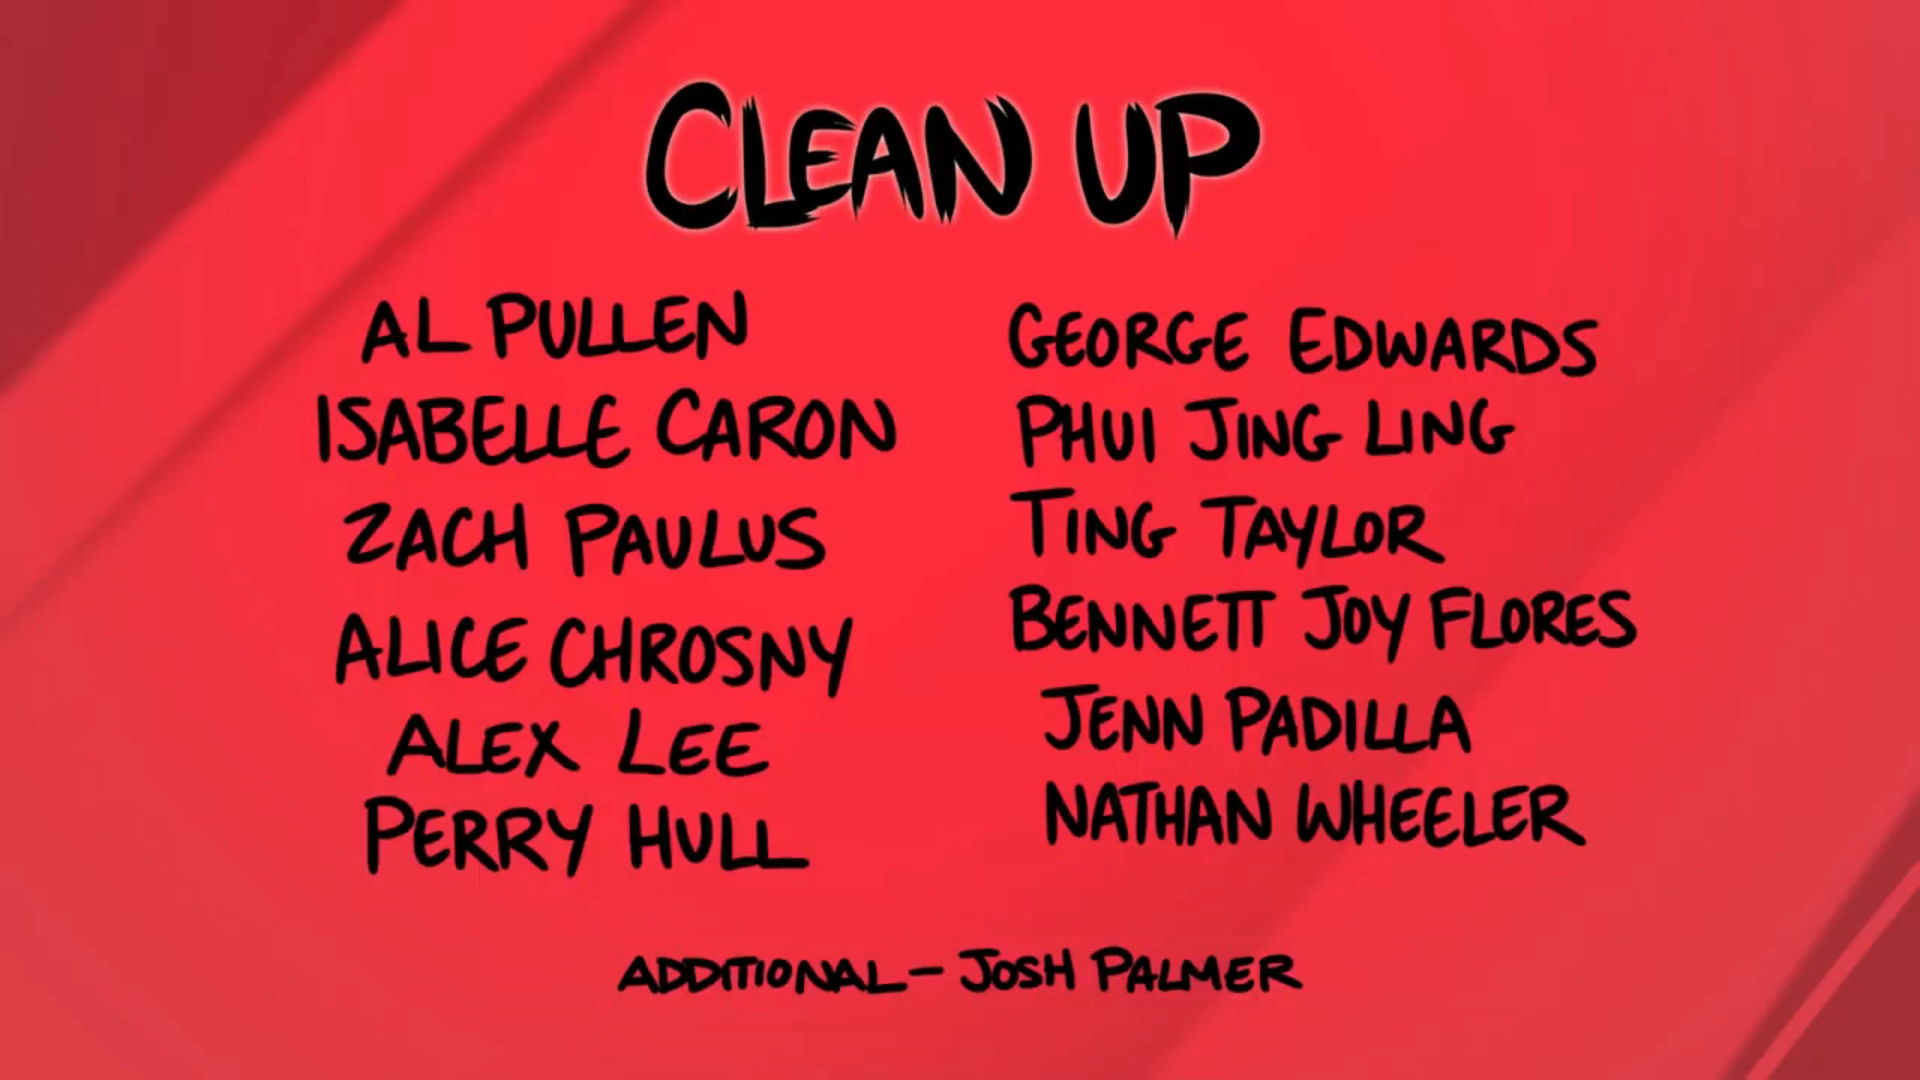 CLEAN UP
AL PULLEN
ISABELLE CARON
ZACH PAULUS
ALICE CHROSNY
ALEX LEE
PERRY HULL
GEORGE EDWARDS
PHUI JING LING
TING TAYLOR
BENNETT JOY FLORES
JENN PADILLA
NATHAN WHEELER
ADDITIONAL - JOSH PALMER